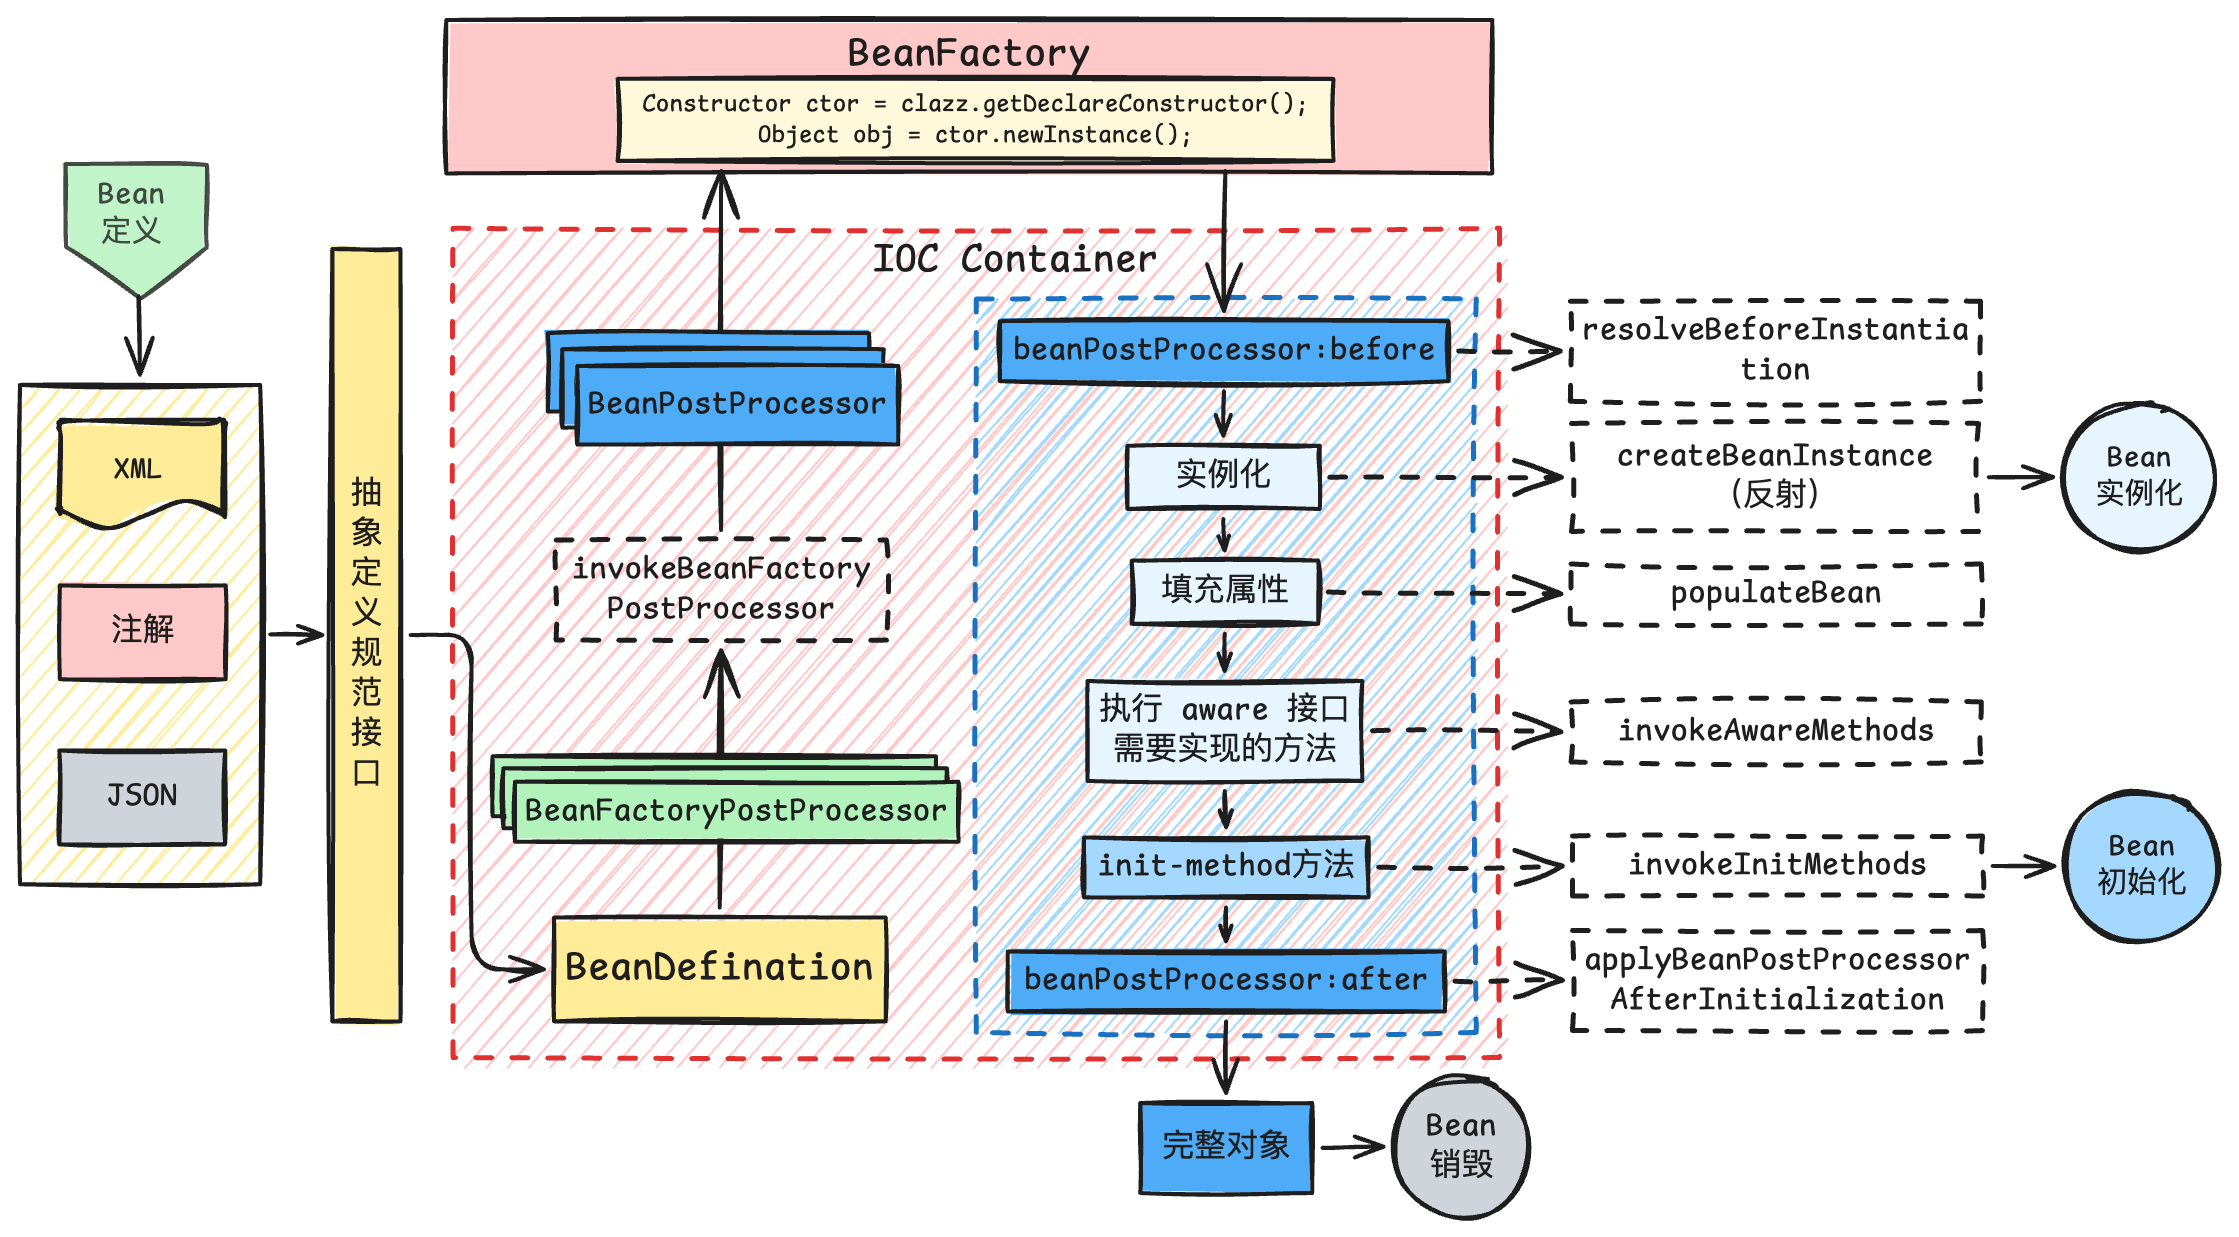 BeanFactory
Constructor ctor = clazz.getDeclareConstructor();
Object obj = ctor.newInstance();
Bean
定义
XML
注解
JSON
抽
象
定
义
规
范
接
口
IOC Container
BeanPostProcessor
invokeBeanFactory
PostProcessor
BeanFactoryPostProcessor
BeanDefination
beanPostProcessor:before
实例化
填充属性
执行 aware 接口
需要实现的方法
init-method方法
beanPostProcessor:after
完整对象
Bean
销毁
resolveBeforeInstantia
tion
createBeanInstance
(反射)
populateBean
invokeAwareMethods
invokeInitMethods
applyBeanPostProcessor
AfterInitialization
Bean
实例化
Bean
初始化